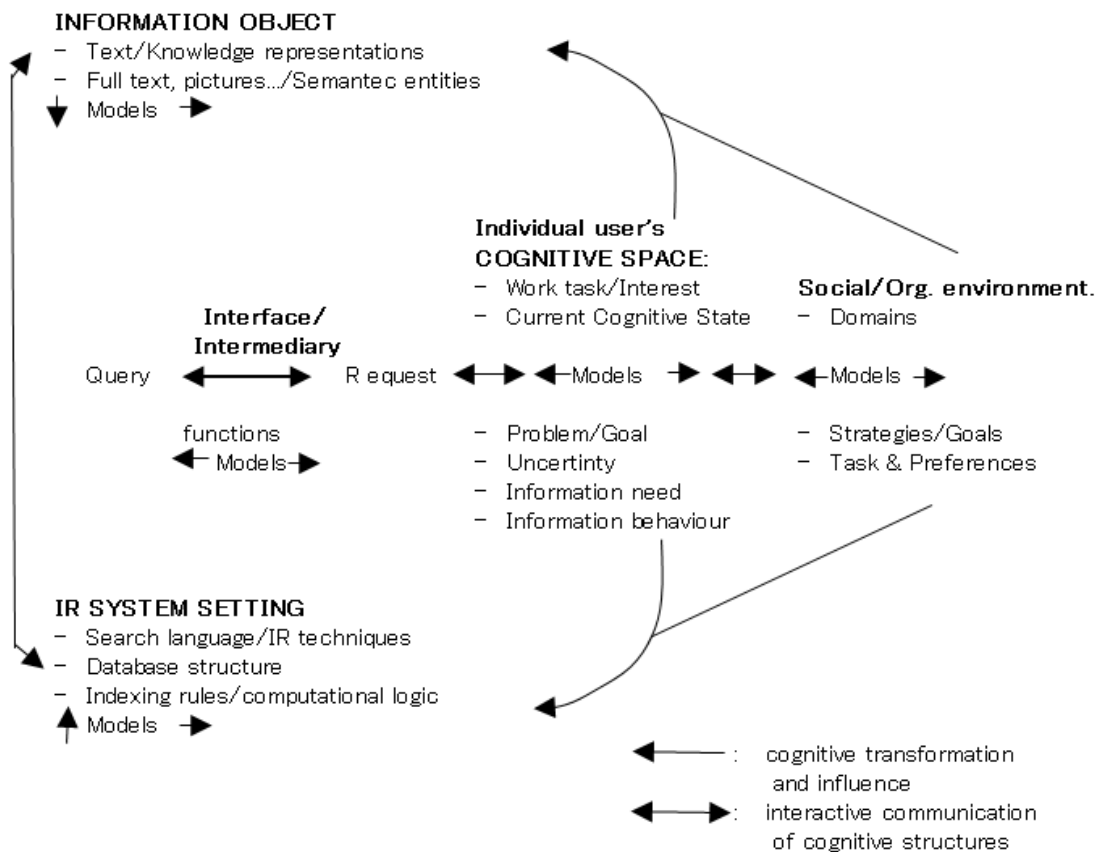 INFORMATION OBJECT
- Text/Knowledge representations
- Full text, pictures.../Semantec entities
Models
Individual user's
COGNITIVE SPACE:
- Work task/Interest
- Current Cognitive State
Social/Org. environment.
- Domains
Interface/
Intermediary
Query
R equest
Models
Models
functions
Models
- Problem/Goal
- Uncertinty
- Information need
- Information behaviour
- Strategies/Goals
- Task & Preferences
IR SYSTEM SETTING
- Search language/IR techniques
- Database structure
- Indexing rules/computational logic
Models
: cognitive transformation
and influence
: interactive communication
of cognitive structures